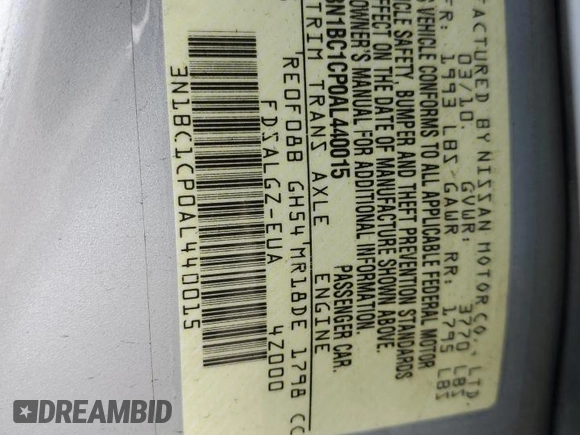 FACTURED BY NISSAN MOTOR CO., LTD.
03/10 GVWR: 3770 LBS
FR: 1993 LBS GAWR RR: 1795 LBS
VEHICLE CONFORMS TO ALL APPLICABLE FEDERAL MOTOR
VEHICLE SAFETY, BUMPER AND THEFT PREVENTION STANDARDS
EFFECT ON THE DATE OF MANUFACTURE SHOWN ABOVE.
OWNER'S MANUAL FOR ADDITIONAL INFORMATION.
3N1BC1CP0AL440015 PASSENGER CAR.
TRIM TRANS AXLE ENGINE
RE0F08B GH54 MR18DE 1798 CC
FDSALGZ-EUA 4Z000
3N1BC1CP0AL440015
DREAMBID